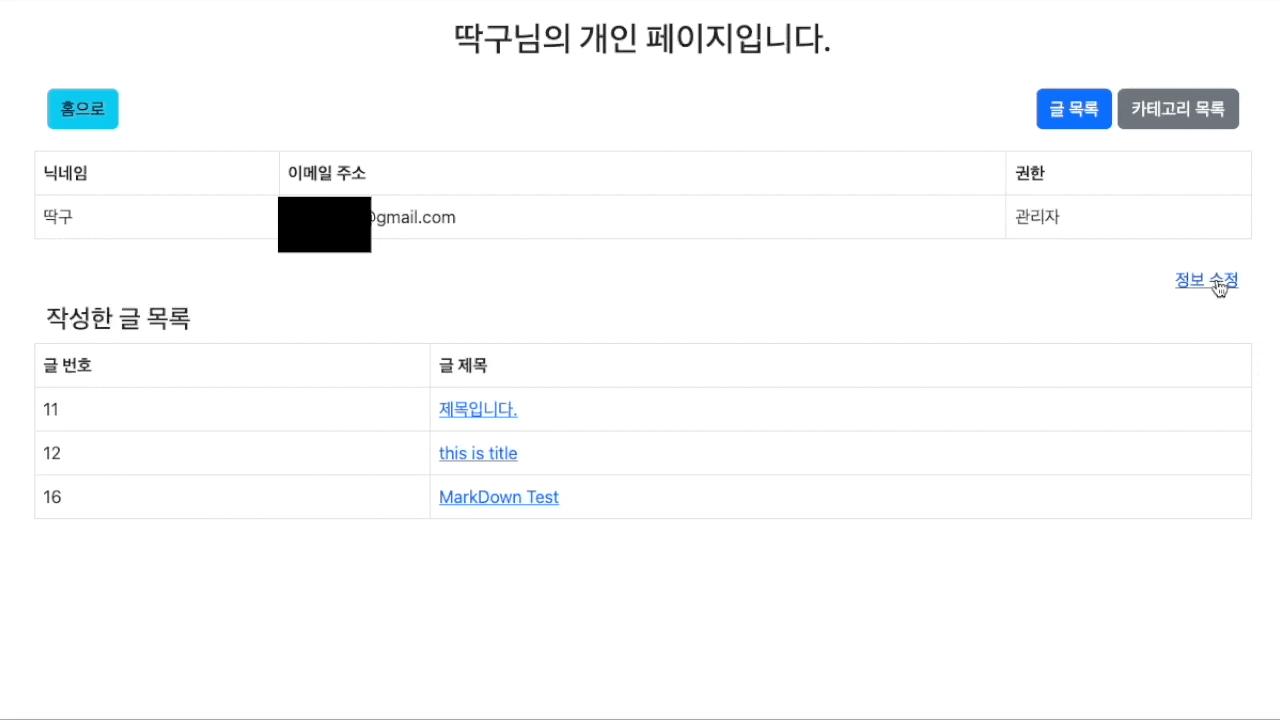 딱구님의 개인 페이지입니다.
홈으로 글 목록 카테고리 목록
닉네임 이메일 주소 권한
딱구 @gmail.com 관리자
정보 수정
작성한 글 목록
글 번호 글 제목
11 제목입니다.
12 this is title
16 MarkDown Test